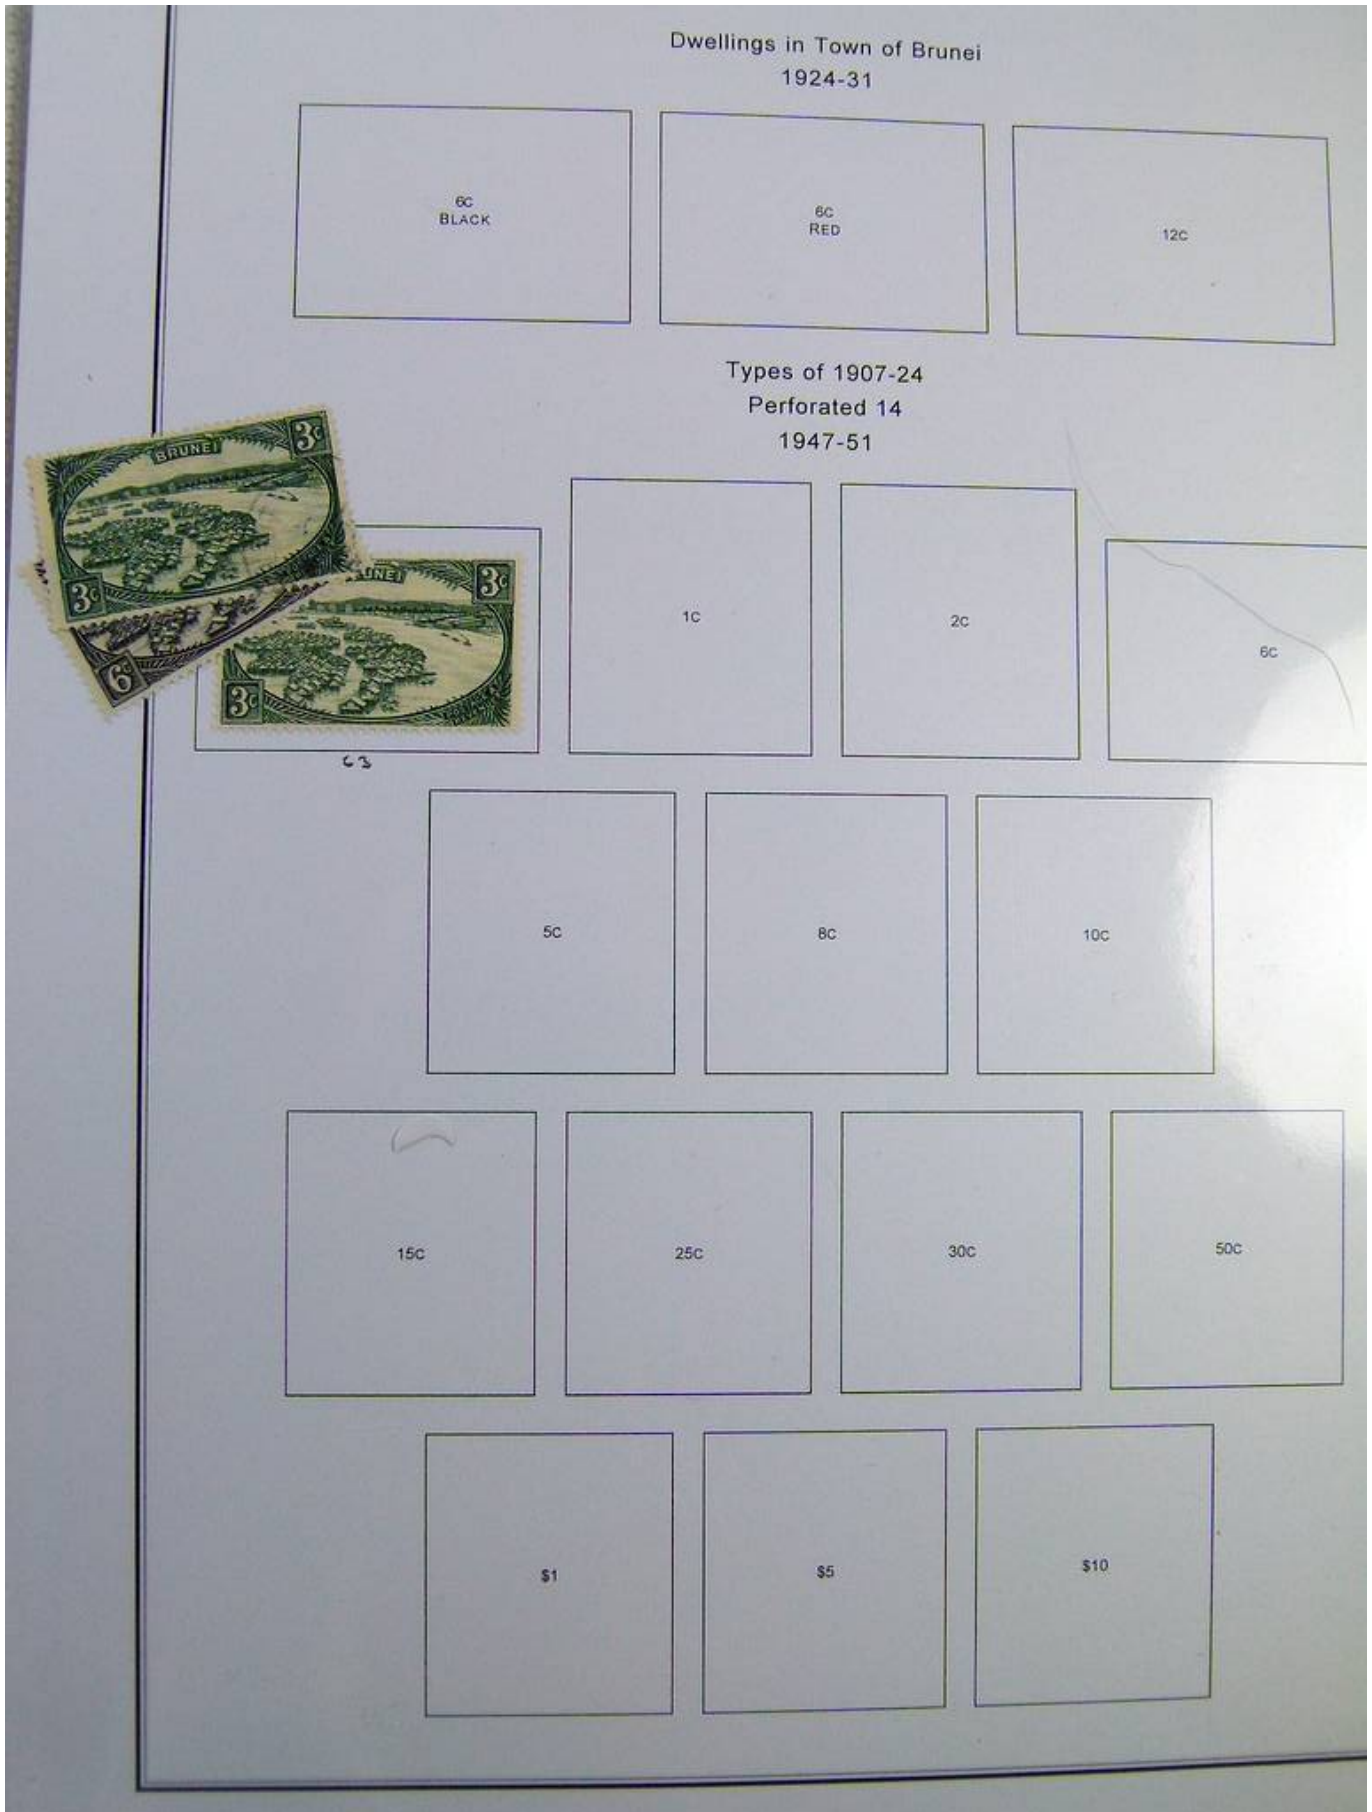 Dwellings in Town of Brunei
1924-31
6C
BLACK
6C
RED
12C
Types of 1907-24
Perforated 14
1947-51
BRUNEI
3C
3C
6C
UNEI
3C
3C
63
1C
2C
6C
5C
8C
10C
15C
25C
30C
50C
$1
$5
$10